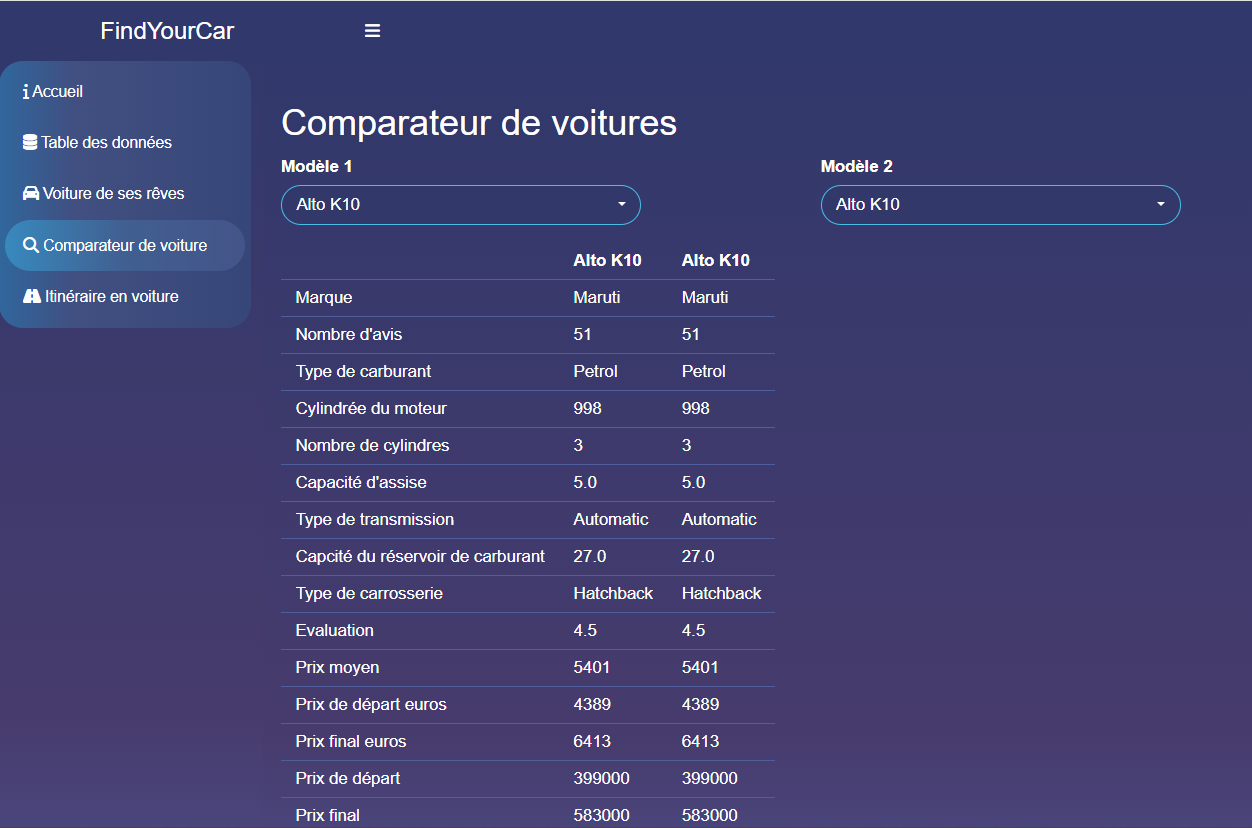 FindYourCar
Accueil
Table des données
Voiture de ses rêves
Comparateur de voiture
Itinéraire en voiture
Comparateur de voitures
Modèle 1 Modèle 2
Alto K10 Alto K10
Alto K10 Alto K10
Marque Maruti Maruti
Nombre d'avis 51 51
Type de carburant Petrol Petrol
Cylindrée du moteur 998 998
Nombre de cylindres 3 3
Capacité d'assise 5.0 5.0
Type de transmission Automatic Automatic
Capcité du réservoir de carburant 27.0 27.0
Type de carrosserie Hatchback Hatchback
Evaluation 4.5 4.5
Prix moyen 5401 5401
Prix de départ euros 4389 4389
Prix final euros 6413 6413
Prix de départ 399000 399000
Prix final 583000 583000